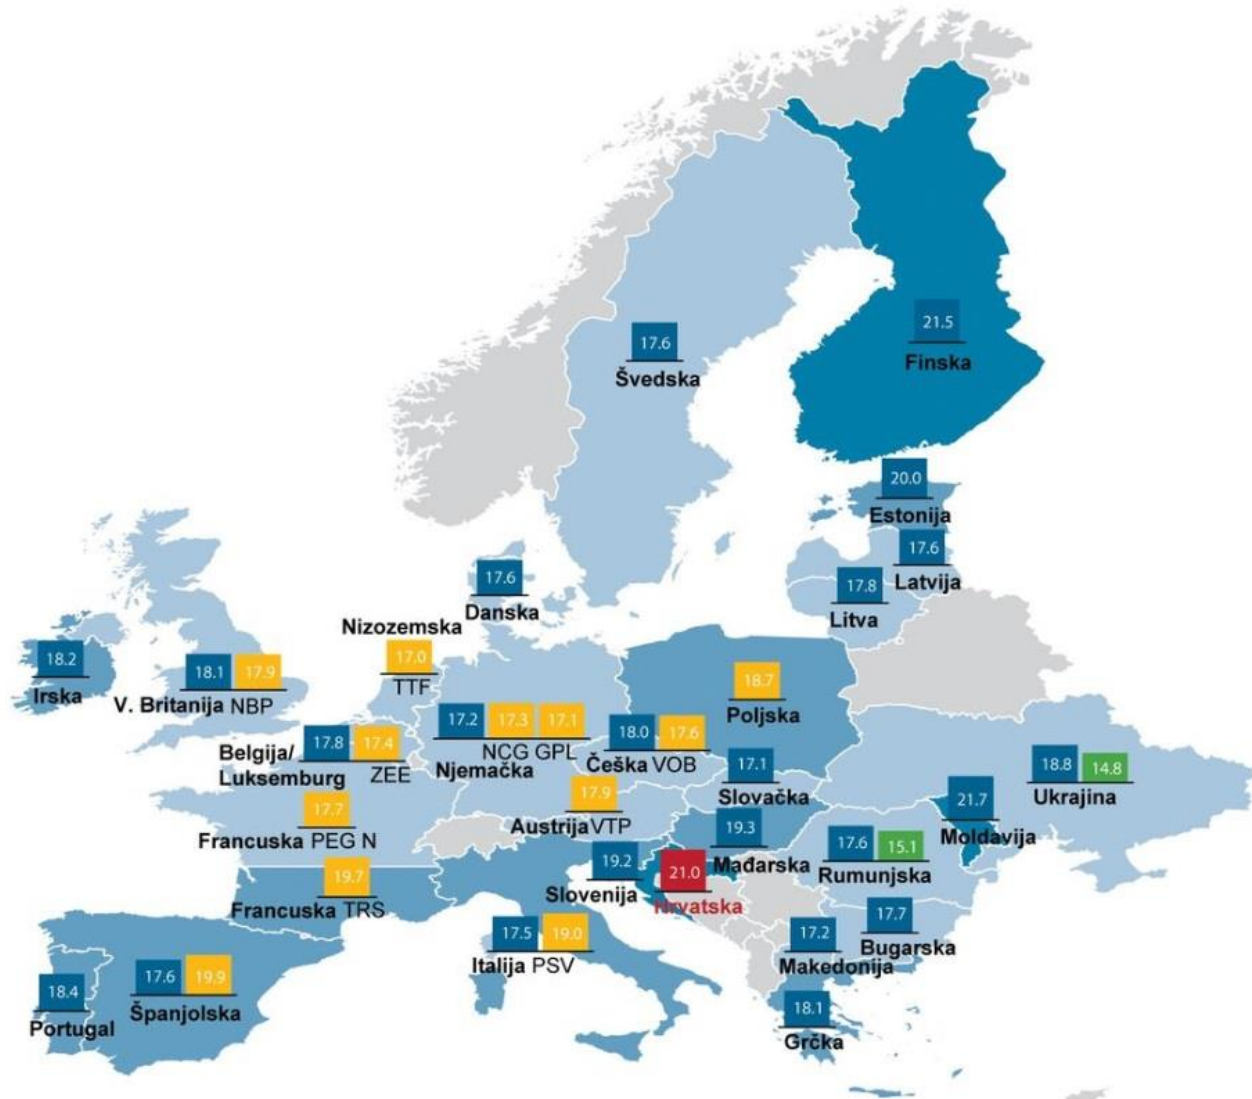 21.5
Finska
17.6
Švedska
20.0
Estonija
17.6
Latvija
17.8
Litva
17.6
Danska
Nizozemska
17.0
TTF
18.2
Irska
18.1 17.9
V. Britanija NBP
18.7
Poljska
17.2 17.3 17.1
NCG GPL
Njemačka
18.0 17.6
Češka VOB
17.8 17.4
Belgija/
Luksemburg ZEE
17.1
Slovačka
18.8 14.8
Ukrajina
17.7
Francuska PEG N
17.9
Austrija VTP
19.3
Mađarska
21.7
Moldavija
17.6 15.1
Rumunjska
19.7
Francuska TRS
19.2
Slovenija
21.0
Hrvatska
17.5 19.0
Italija PSV
17.7
Bugarska
17.2
Makedonija
17.6 19.9
Španjolska
18.4
Portugal
18.1
Grčka